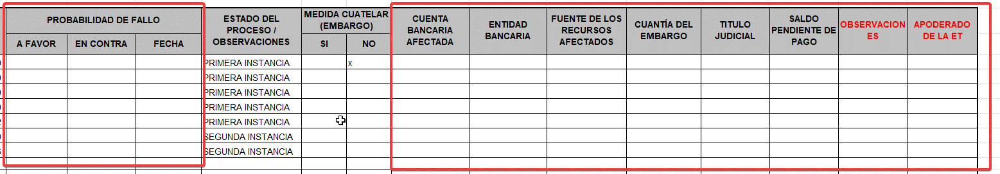 PROBABILIDAD DE FALLO
A FAVOR
EN CONTRA
FECHA
ESTADO DEL
PROCESO /
OBSERVACIONES
MEDIDA CUATELAR
(EMBARGO)
SI
NO
CUENTA
BANCARIA
AFECTADA
ENTIDAD
BANCARIA
FUENTE DE LOS
RECURSOS
AFECTADOS
CUANTÍA DEL
EMBARGO
TITULO
JUDICIAL
SALDO
PENDIENTE DE
PAGO
OBSERVACION
ES
APODERADO
DE LA ET
PRIMERA INSTANCIA
x
PRIMERA INSTANCIA
PRIMERA INSTANCIA
PRIMERA INSTANCIA
PRIMERA INSTANCIA
SEGUNDA INSTANCIA
SEGUNDA INSTANCIA